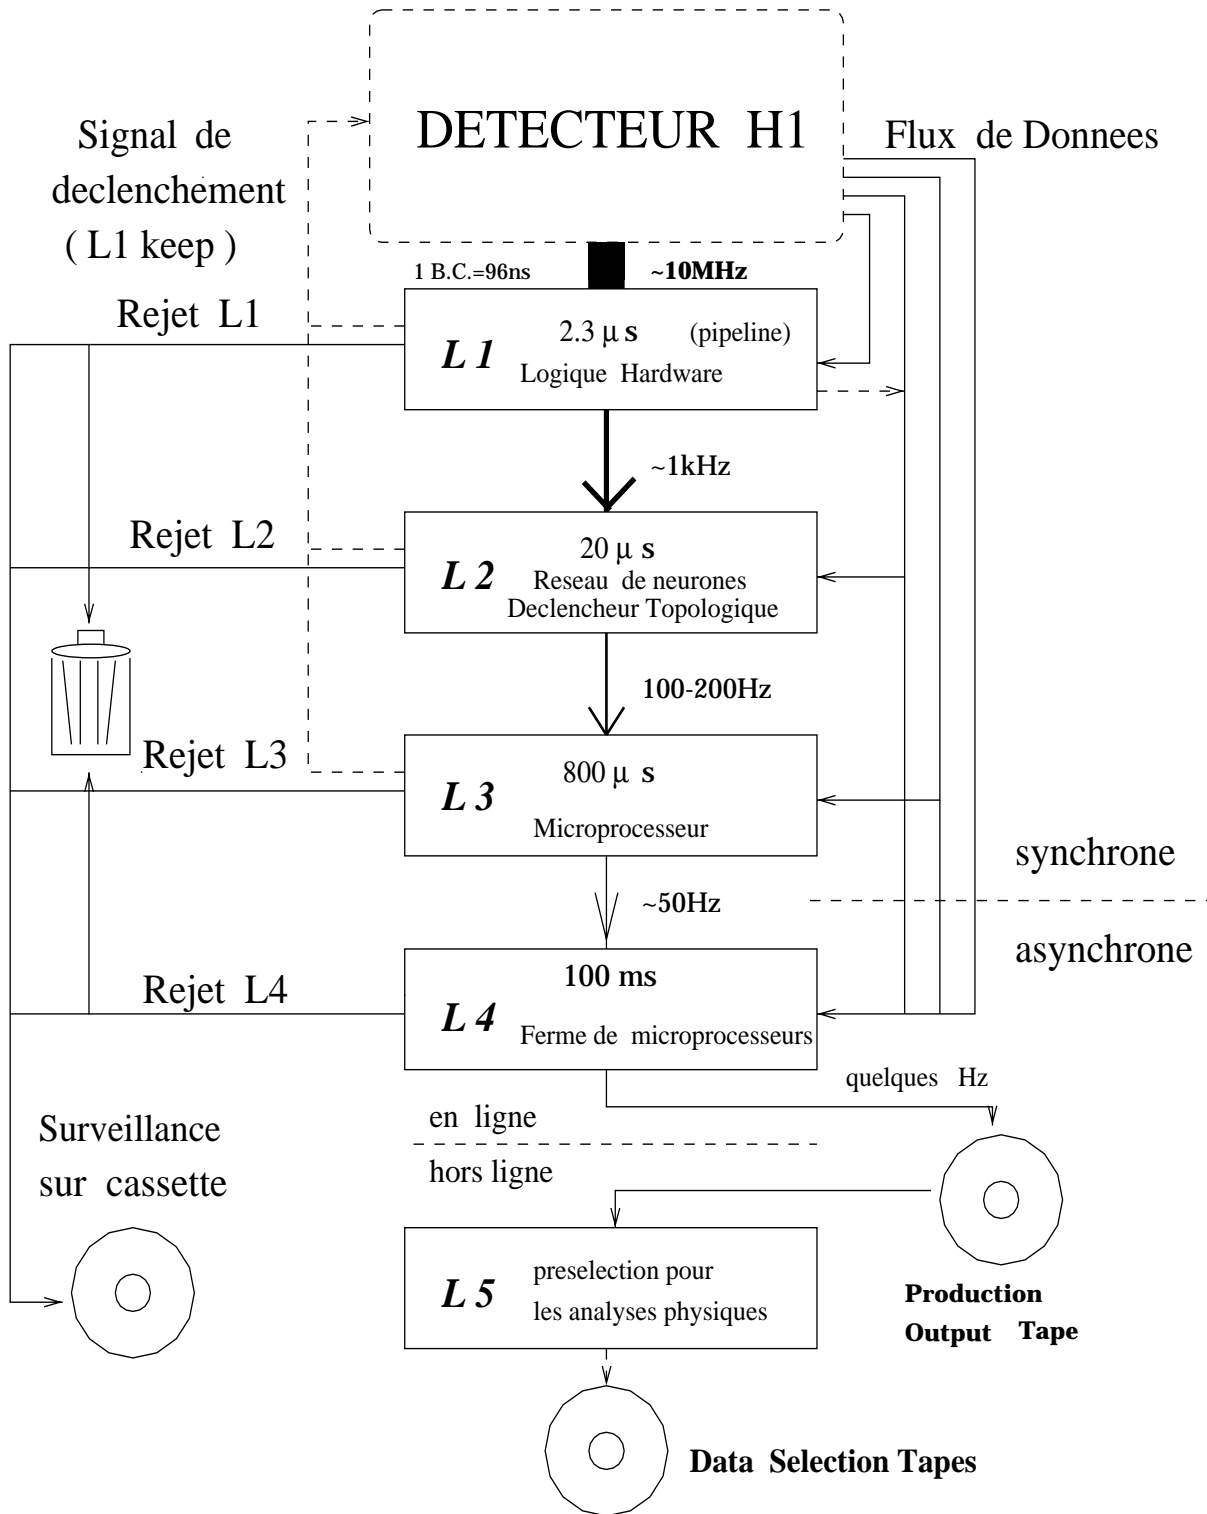 DETECTEUR H1
Signal de
declenchement
( L1 keep )
Flux de Donnees
1 B.C.=96ns
~10MHz
Rejet L1
L 1
2.3 μ s (pipeline)
Logique Hardware
~1kHz
Rejet L2
L 2
20 μ s
Reseau de neurones
Declencheur Topologique
100-200Hz
Rejet L3
L 3
800 μ s
Microprocesseur
synchrone
~50Hz
asynchrone
Rejet L4
L 4
100 ms
Ferme de microprocesseurs
quelques Hz
en ligne
hors ligne
Surveillance
sur cassette
L 5
preselection pour
les analyses physiques
Production
Output Tape
Data Selection Tapes